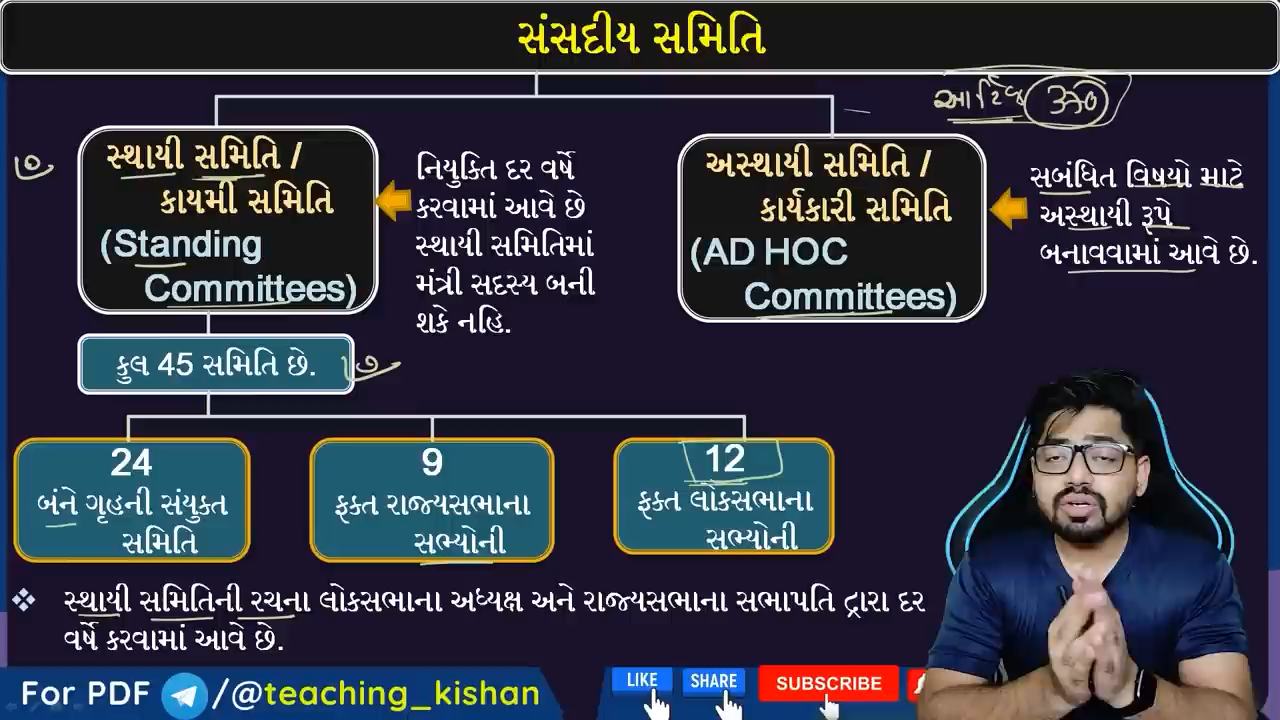 સંસદીય સમિતિ
આર્ટિકલ
સ્થાયી સમિતિ /
કાયમી સમિતિ
(Standing
Committees)
નિયુક્તિ દર વર્ષે
કરવામાં આવે છે
સ્થાયી સમિતિમાં
મંત્રી સદસ્ય બની
શકે નહિ.
અસ્થાયી સમિતિ /
કાર્યકારી સમિતિ
(AD HOC
Committees)
સબંધિત વિષયો માટે
અસ્થાયી રૂપે
બનાવવામાં આવે છે.
કુલ 45 સમિતિ છે.
24
બંને ગૃહની સંયુક્ત
સમિતિ
9
ફક્ત રાજ્યસભાના
સભ્યોની
12
ફક્ત લોકસભાના
સભ્યોની
❖ સ્થાયી સમિતિની રચના લોકસભાના અધ્યક્ષ અને રાજ્યસભાના સભાપતિ દ્વારા દર
વર્ષે કરવામાં આવે છે.
For PDF /@teaching_kishan
LIKE
SHARE
SUBSCRIBE